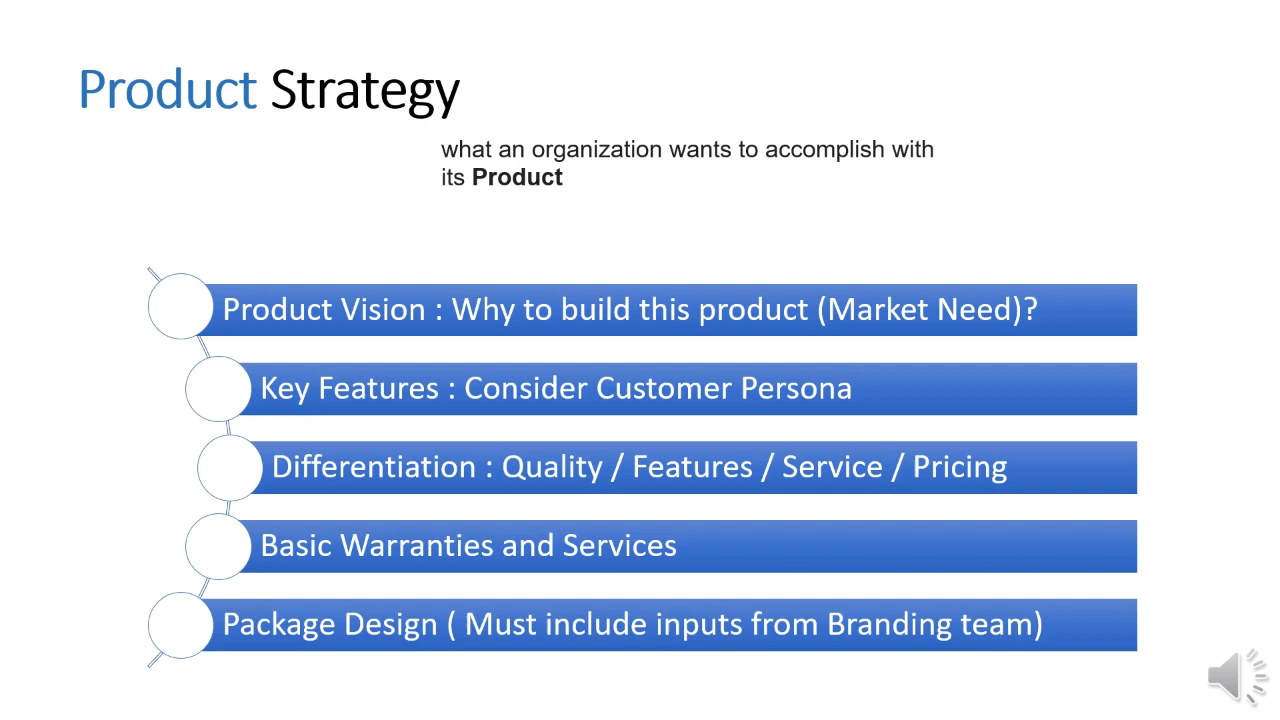 Product Strategy
what an organization wants to accomplish with
its Product
Product Vision : Why to build this product (Market Need)?
Key Features : Consider Customer Persona
Differentiation : Quality / Features / Service / Pricing
Basic Warranties and Services
Package Design ( Must include inputs from Branding team)